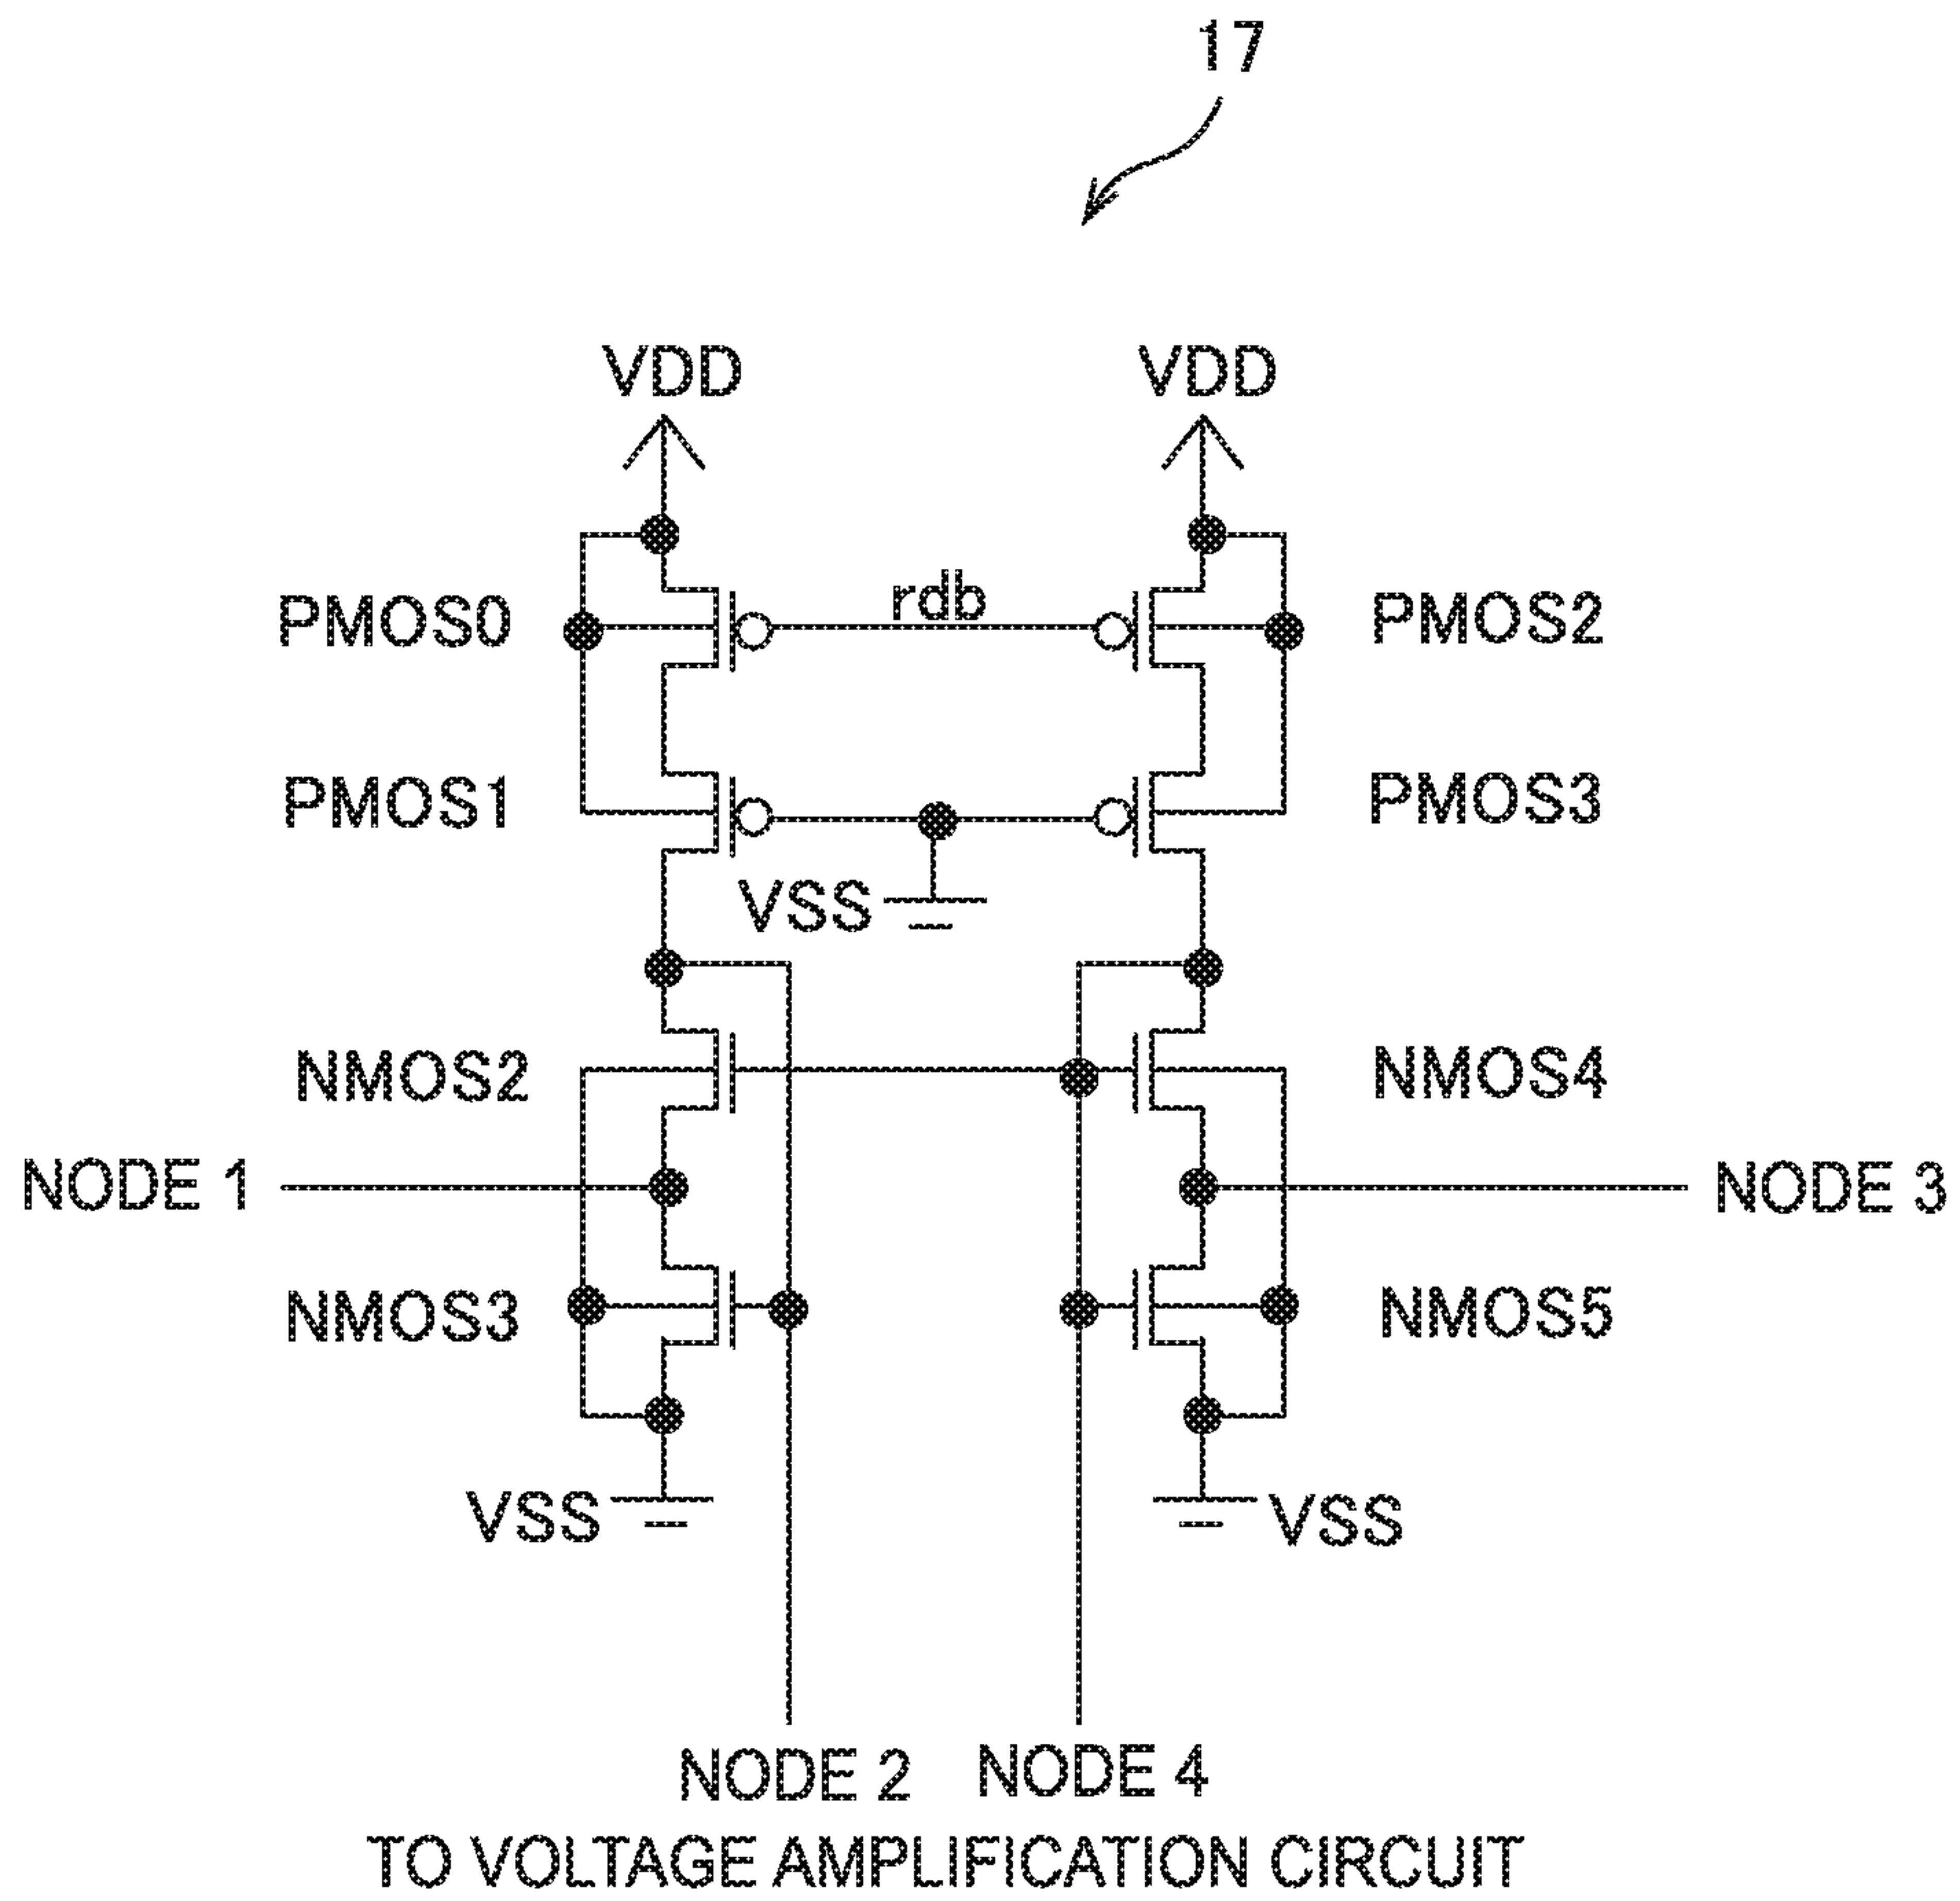 17
VDD VDD
PMOS0 rdb PMOS2
PMOS1 PMOS3
VSS
NMOS2 NMOS4
NODE 1 NODE 3
NMOS3 NMOS5
VSS VSS
NODE 2 NODE 4
TO VOLTAGE AMPLIFICATION CIRCUIT